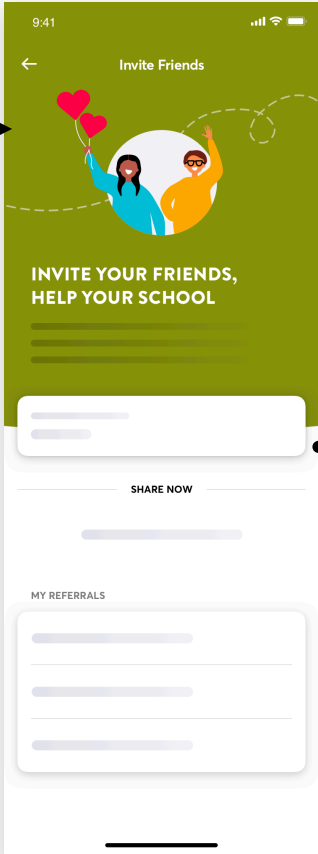 9:41
Invite Friends
INVITE YOUR FRIENDS,
HELP YOUR SCHOOL
SHARE NOW
MY REFERRALS